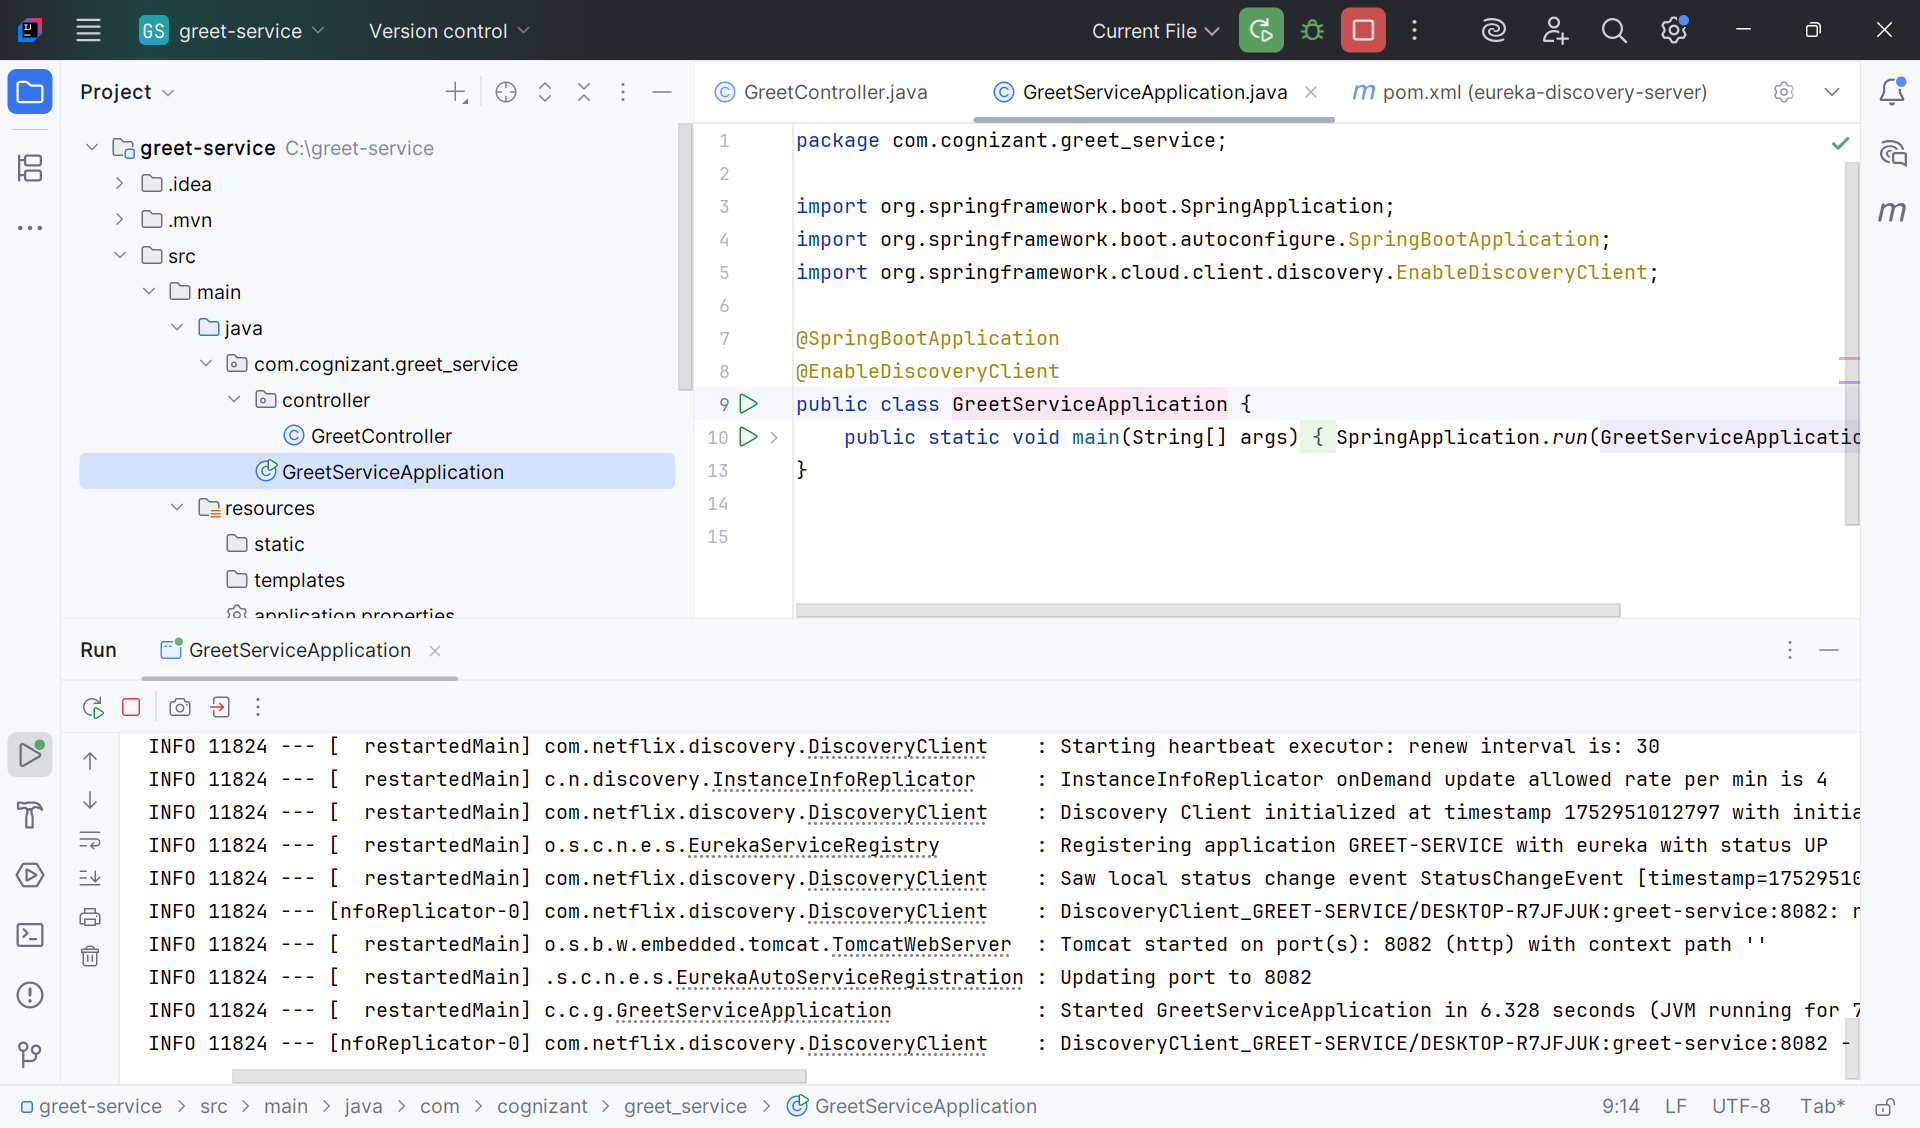 GS greet-service Version control Current File
Project
GreetController.java GreetServiceApplication.java m pom.xml (eureka-discovery-server)
greet-service C:\greet-service
.idea
.mvn
src
main
java
com.cognizant.greet_service
controller
GreetController
GreetServiceApplication
resources
static
templates
application.properties
1 package com.cognizant.greet_service;
2
3 import org.springframework.boot.SpringApplication;
4 import org.springframework.boot.autoconfigure.SpringBootApplication;
5 import org.springframework.cloud.client.discovery.EnableDiscoveryClient;
6
7 @SpringBootApplication
8 @EnableDiscoveryClient
9 public class GreetServiceApplication {
10 public static void main(String[] args) { SpringApplication.run(GreetServiceApplicatio
13 }
14
15
Run GreetServiceApplication
INFO 11824 --- [  restartedMain] com.netflix.discovery.DiscoveryClient : Starting heartbeat executor: renew interval is: 30
INFO 11824 --- [  restartedMain] c.n.discovery.InstanceInfoReplicator : InstanceInfoReplicator onDemand update allowed rate per min is 4
INFO 11824 --- [  restartedMain] com.netflix.discovery.DiscoveryClient : Discovery Client initialized at timestamp 1752951012797 with initia
INFO 11824 --- [  restartedMain] o.s.c.n.e.s.EurekaServiceRegistry : Registering application GREET-SERVICE with eureka with status UP
INFO 11824 --- [  restartedMain] com.netflix.discovery.DiscoveryClient : Saw local status change event StatusChangeEvent [timestamp=17529510
INFO 11824 --- [nfoReplicator-0] com.netflix.discovery.DiscoveryClient : DiscoveryClient_GREET-SERVICE/DESKTOP-R7JFJUK:greet-service:8082: r
INFO 11824 --- [  restartedMain] o.s.b.w.embedded.tomcat.TomcatWebServer : Tomcat started on port(s): 8082 (http) with context path ''
INFO 11824 --- [  restartedMain] .s.c.n.e.s.EurekaAutoServiceRegistration : Updating port to 8082
INFO 11824 --- [  restartedMain] c.c.g.GreetServiceApplication : Started GreetServiceApplication in 6.328 seconds (JVM running for 7
INFO 11824 --- [nfoReplicator-0] com.netflix.discovery.DiscoveryClient : DiscoveryClient_GREET-SERVICE/DESKTOP-R7JFJUK:greet-service:8082 -
greet-service > src > main > java > com > cognizant > greet_service > GreetServiceApplication 9:14 LF UTF-8 Tab*